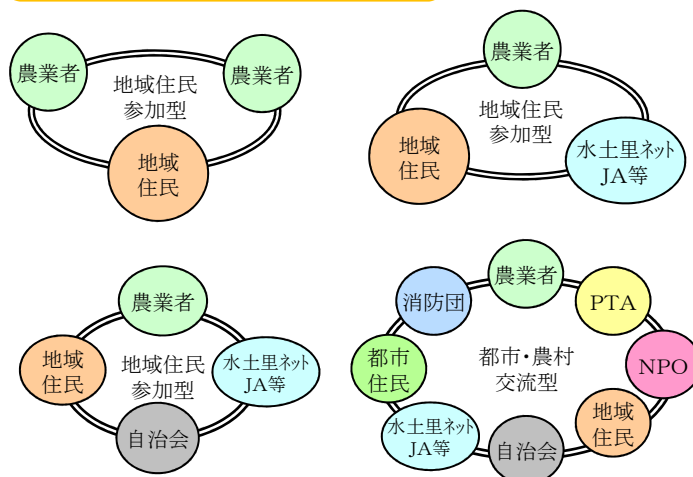 農業者
農業者
地域住民
参加型
地域
住民
農業者
地域住民
参加型
地域
住民
水土里ネット
JA等
農業者
地域
住民
地域住民
参加型
水土里ネット
JA等
自治会
農業者
消防団
PTA
都市
住民
都市・農村
交流型
NPO
水土里ネット
JA等
自治会
地域
住民